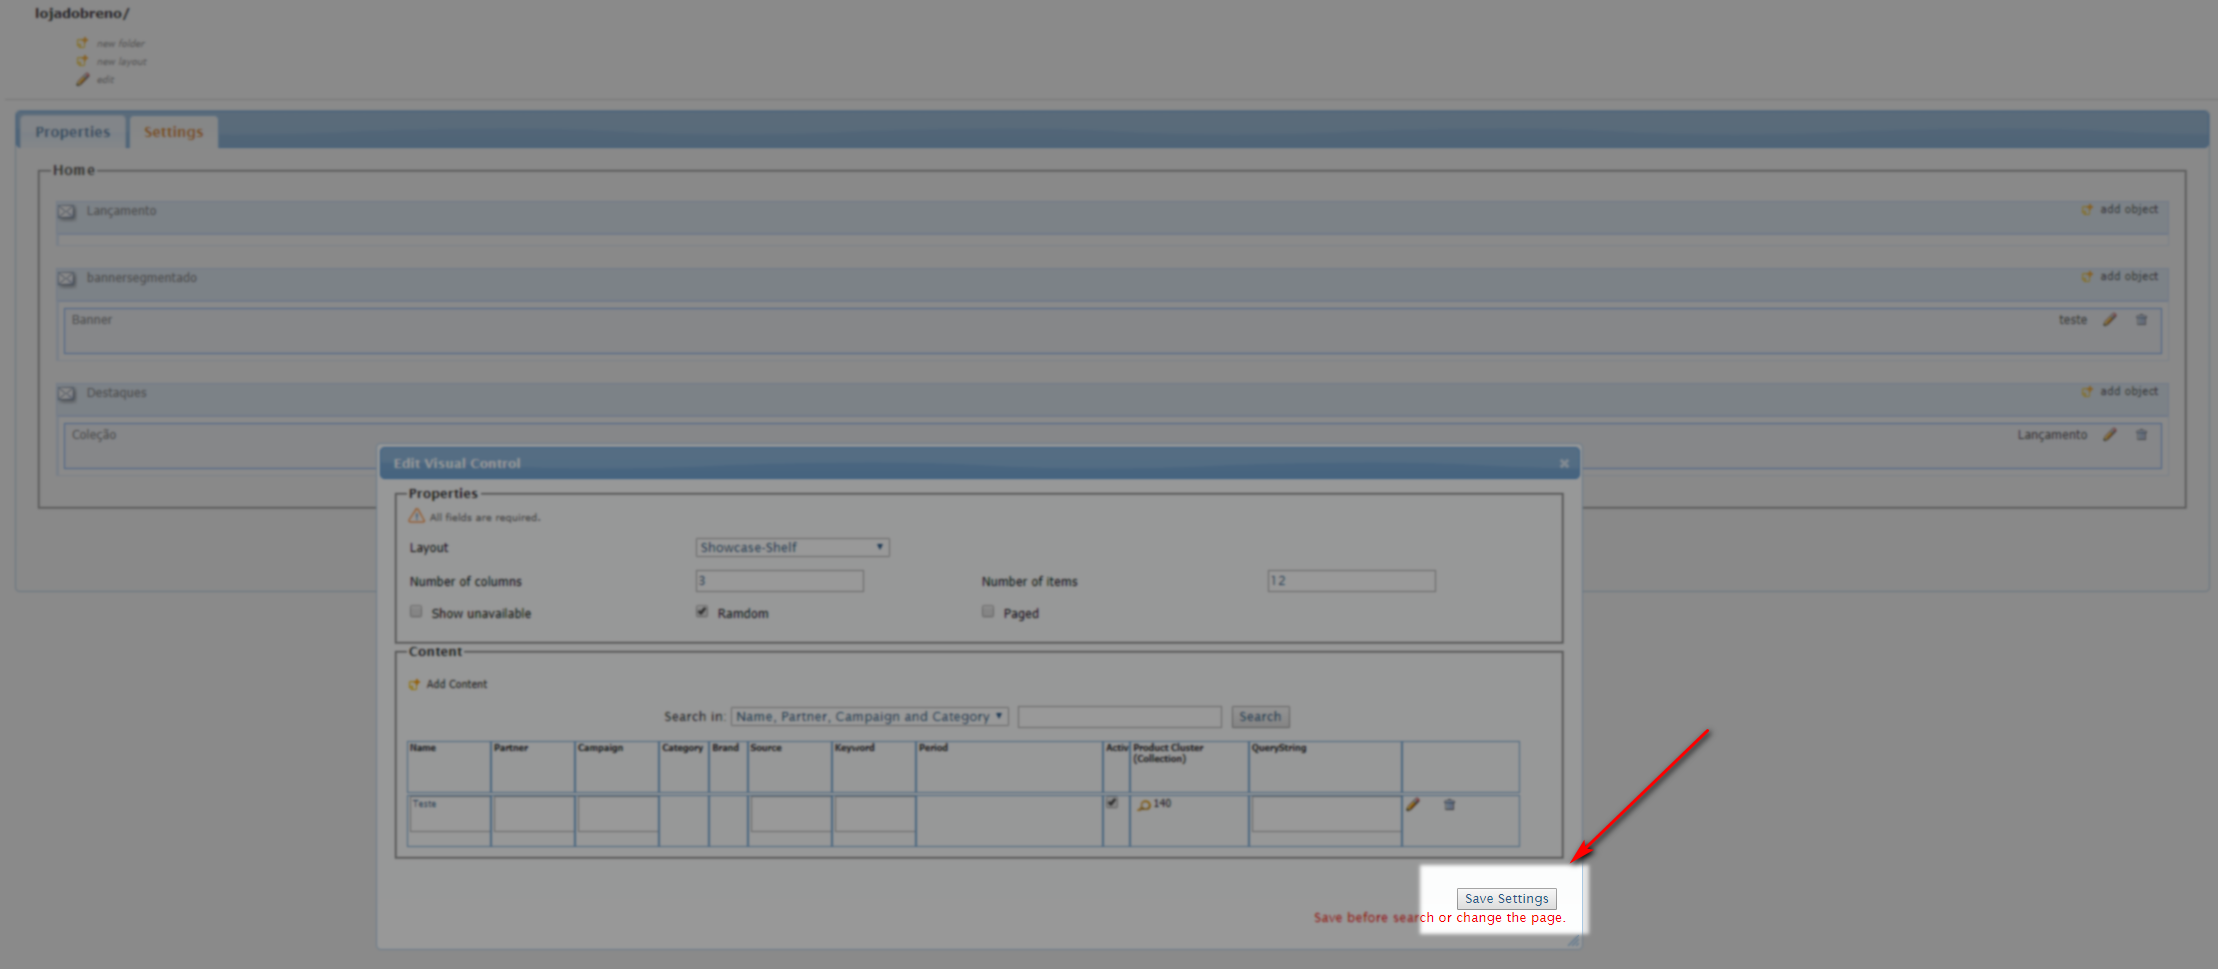 lojadobreno/
new folder
new layout
edit
Properties Settings
Home
Lançamento add object
bannersegmentado add object
Banner teste
Destaques add object
Coleção Lançamento
Edit Visual Control
Properties
All fields are required.
Layout Showcase-Shelf
Number of columns 3 Number of items 12
Show unavailable Ramdom Paged
Content
Add Content
Search in: Name, Partner, Campaign and Category Search
Name Partner Campaign Category Brand Source Keyword Period Activ Product Cluster QueryString
(Collection)
Teste 140
Save Settings
Save before search or change the page.